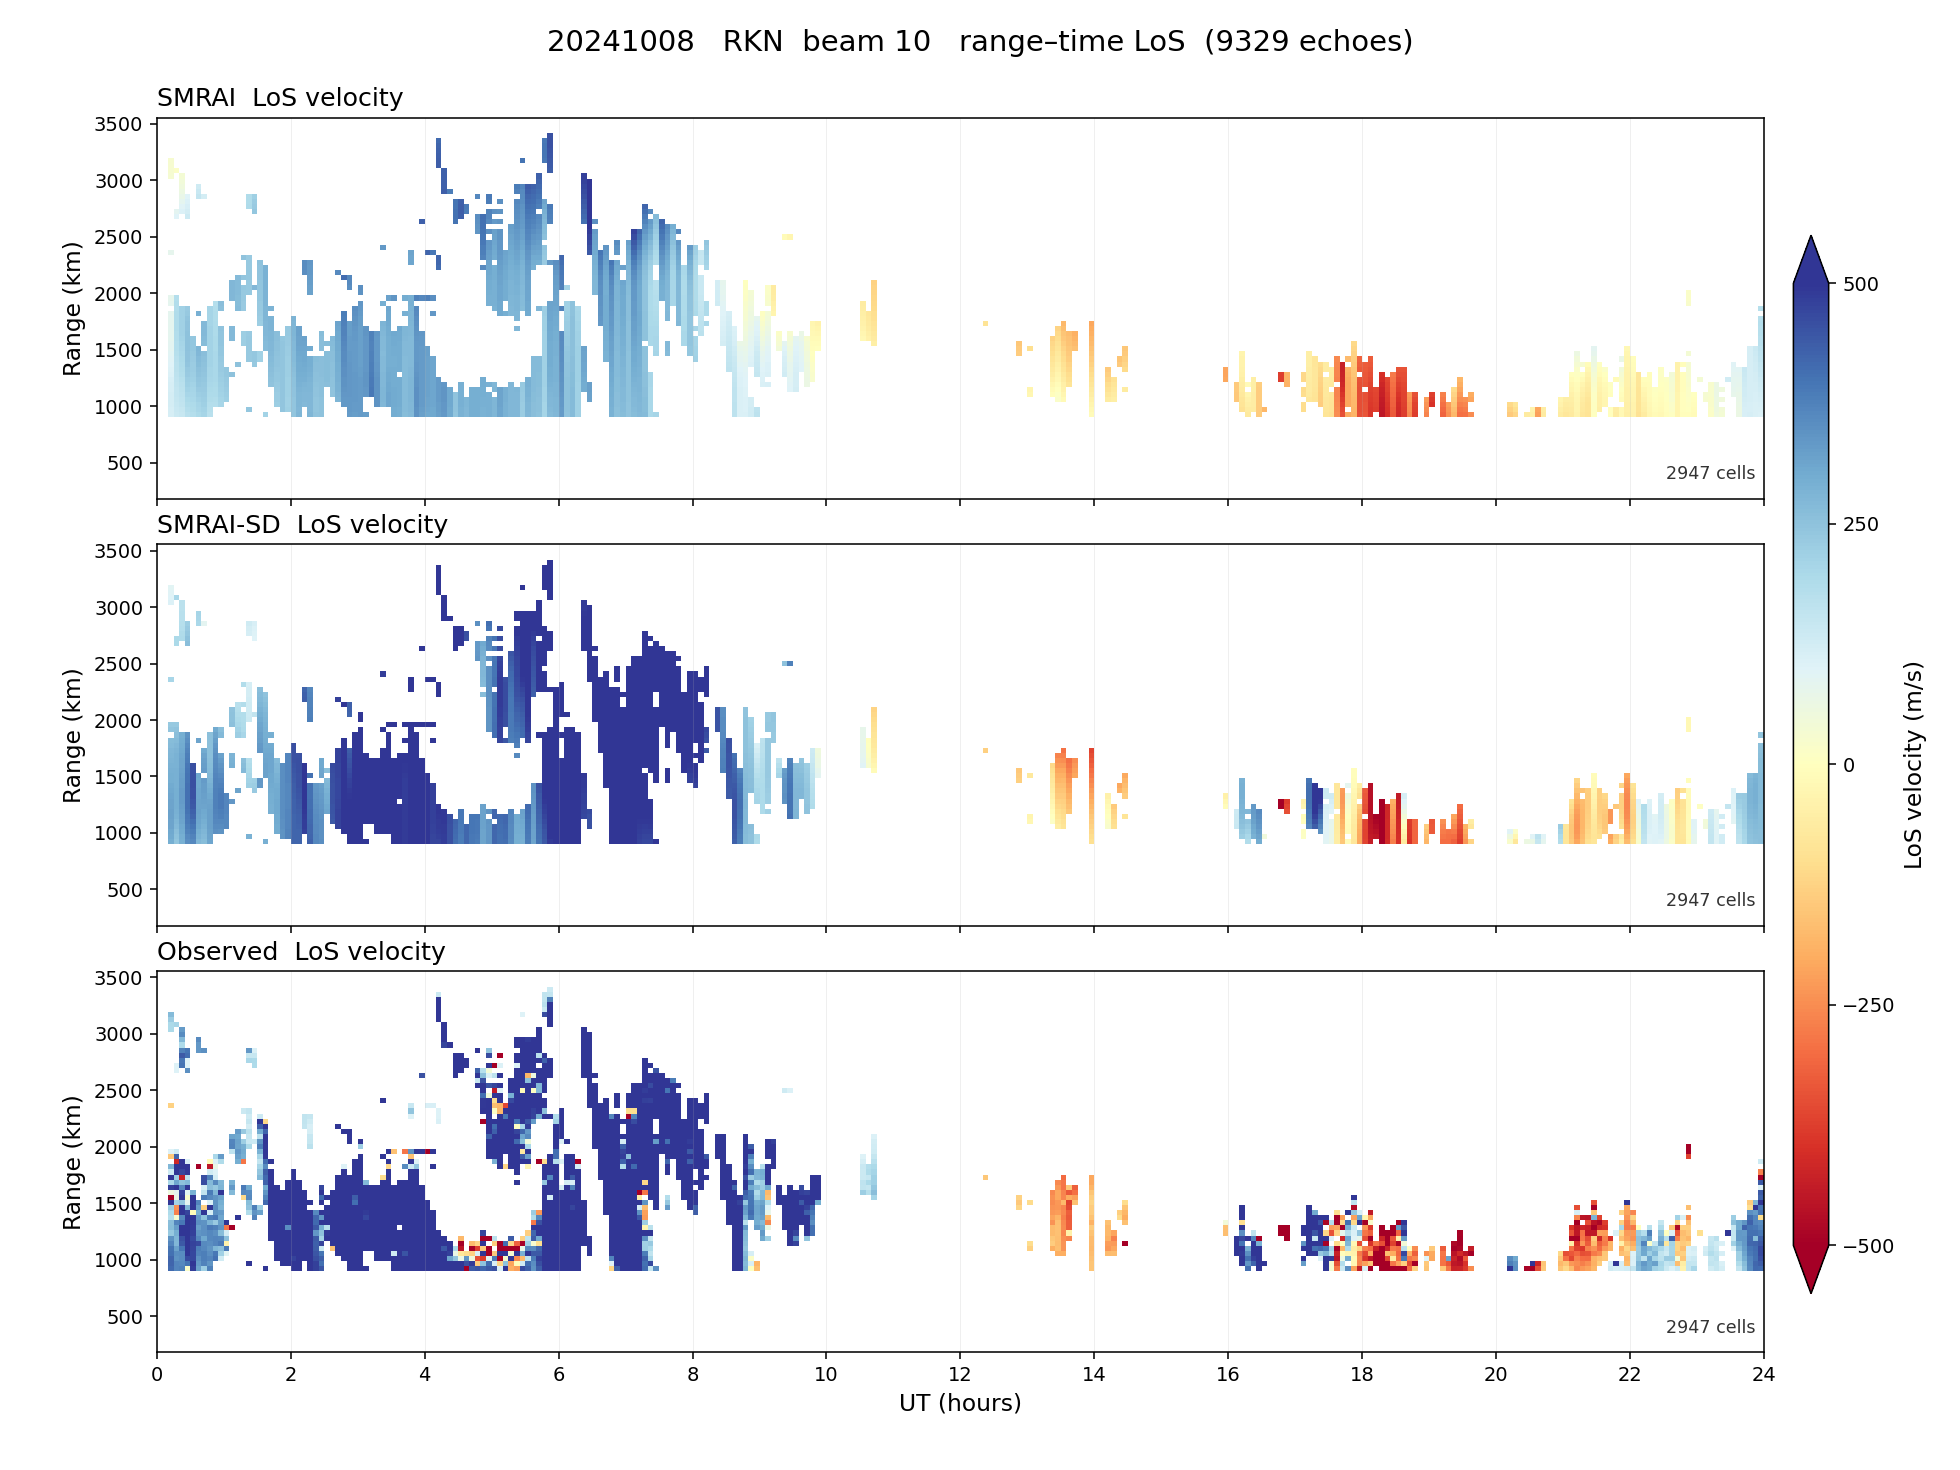 20241008   RKN  beam 10   range–time LoS  (9329 echoes)
SMRAI  LoS velocity
3500
3000
2500
2000
1500
1000
500
Range (km)
2947 cells
SMRAI-SD  LoS velocity
3500
3000
2500
2000
1500
1000
500
Range (km)
2947 cells
Observed  LoS velocity
3500
3000
2500
2000
1500
1000
500
Range (km)
2947 cells
0 2 4 6 8 10 12 14 16 18 20 22 24
UT (hours)
500
250
0
−250
−500
LoS velocity (m/s)